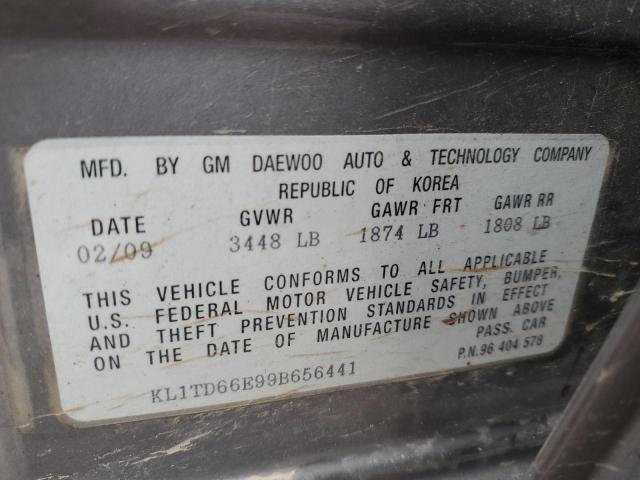 MFD. BY GM DAEWOO AUTO & TECHNOLOGY COMPANY
REPUBLIC OF KOREA
DATE GVWR GAWR FRT GAWR RR
02/09 3448 LB 1874 LB 1808 LB
THIS VEHICLE CONFORMS TO ALL APPLICABLE
U.S. FEDERAL MOTOR VEHICLE SAFETY, BUMPER,
AND THEFT PREVENTION STANDARDS IN EFFECT
ON THE DATE OF MANUFACTURE SHOWN ABOVE
PASS. CAR
P.N.96 404 578
KL1TD66E99B656441